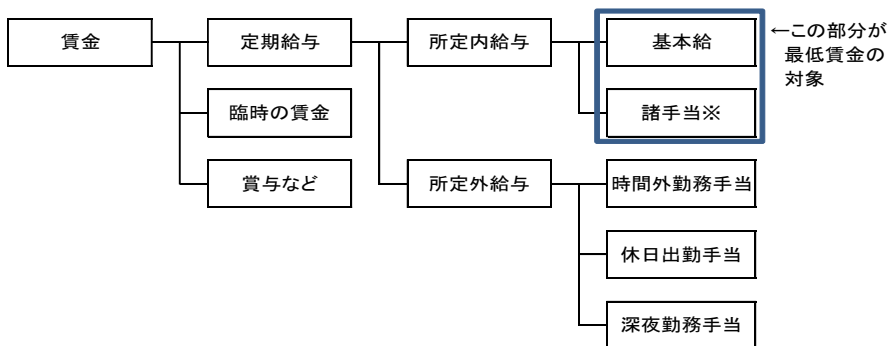 賃金
定期給与
所定内給与
基本給
←この部分が
最低賃金の
対象
臨時の賃金
諸手当※
賞与など
所定外給与
時間外勤務手当
休日出勤手当
深夜勤務手当